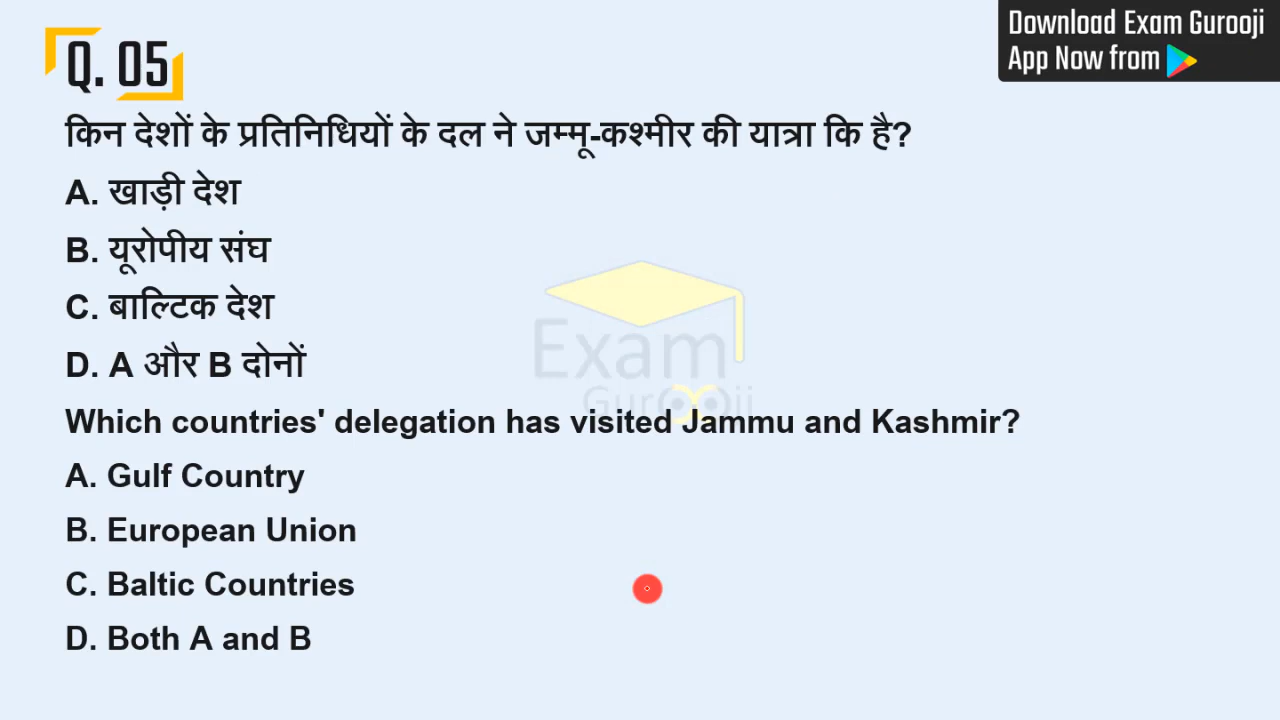 Download Exam Gurooji
App Now from
Q. 05
किन देशों के प्रतिनिधियों के दल ने जम्मू-कश्मीर की यात्रा कि है?
A. खाड़ी देश
B. यूरोपीय संघ
C. बाल्टिक देश
D. A और B दोनों
Exam
Gurooji
Which countries' delegation has visited Jammu and Kashmir?
A. Gulf Country
B. European Union
C. Baltic Countries
D. Both A and B